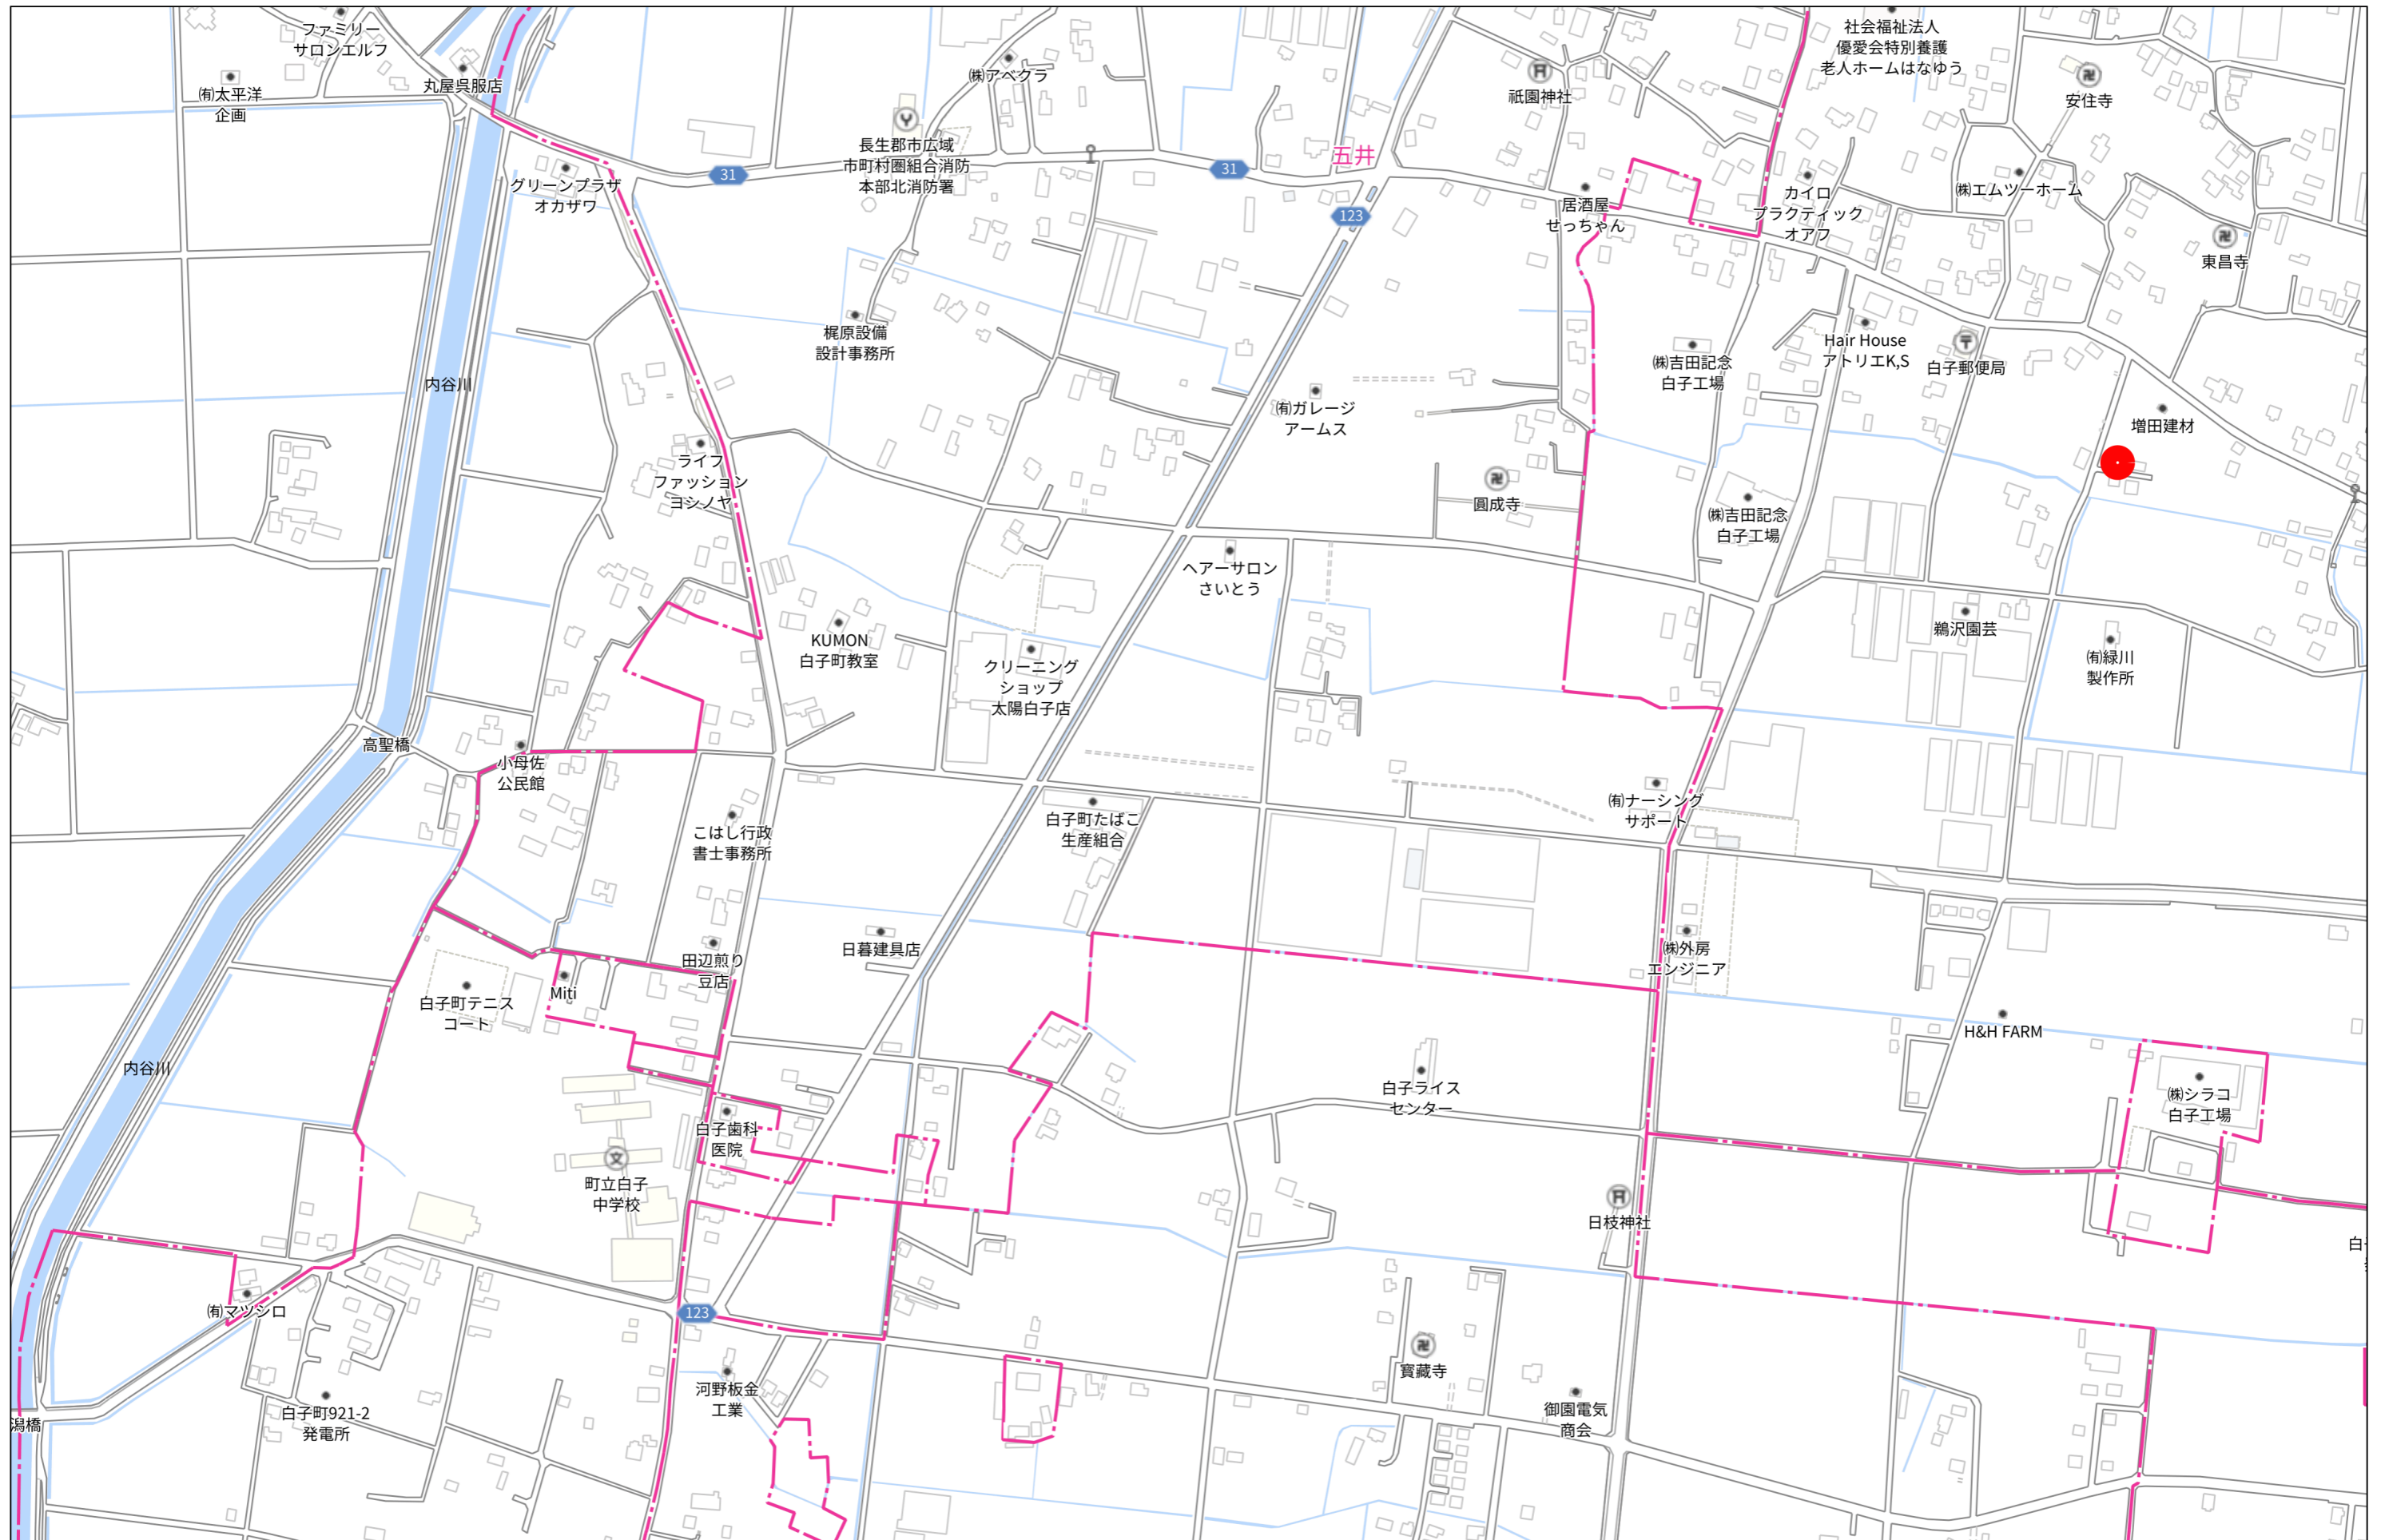 ファミリー
サロンエルフ
丸屋呉服店
㈲太平洋
企画
㈱アベクラ
長生郡市広域
市町村圏組合消防
本部北消防署
グリーンプラザ
オカザワ
31
31
五井
123
祇園神社
居酒屋
せっちゃん
社会福祉法人
優愛会特別養護
老人ホームはなゆう
安住寺
カイロ
プラクティック
オアフ
㈱エムツーホーム
東昌寺
内谷川
梶原設備
設計事務所
㈲ガレージ
アームス
㈱吉田記念
白子工場
Hair House
アトリエK,S
白子郵便局
増田建材
ライフ
ファッション
ヨシノヤ
圓成寺
㈱吉田記念
白子工場
ヘアーサロン
さいとう
KUMON
白子町教室
クリーニング
ショップ
太陽白子店
鵜沢園芸
㈲緑川
製作所
高聖橋
小母佐
公民館
こはし行政
書士事務所
白子町たばこ
生産組合
㈲ナーシング
サポート
日暮建具店
田辺煎り
豆店
㈱外房
エンジニア
白子町テニス
コート
Miti
H&H FARM
内谷川
白子ライス
センター
㈱シラコ
白子工場
白子歯科
医院
町立白子
中学校
日枝神社
㈲マツシロ
123
寳藏寺
河野板金
工業
御園電気
商会
白子町921-2
発電所
潟橋
白